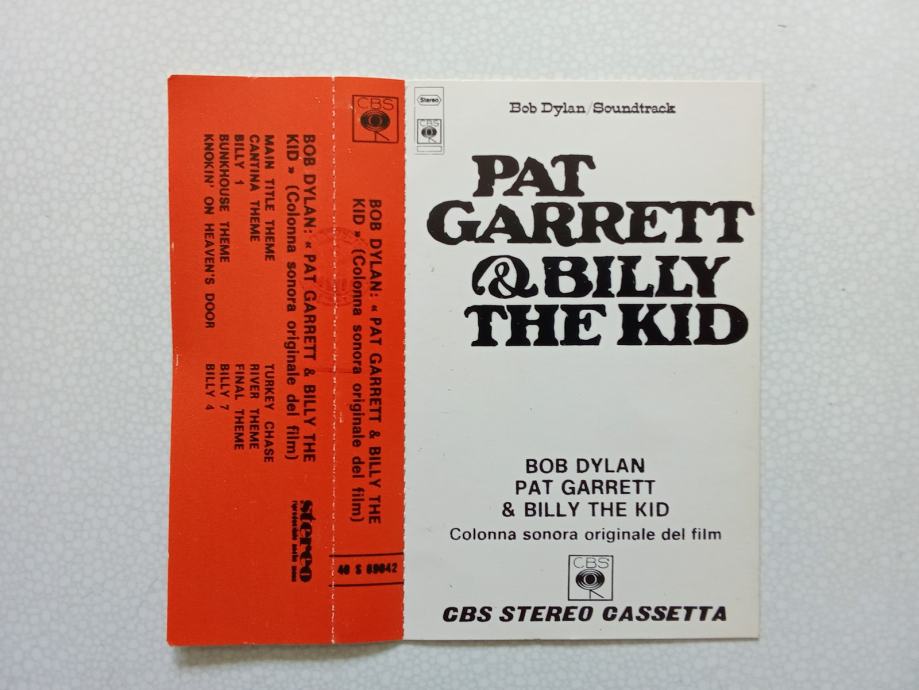 BOB DYLAN: « PAT GARRETT & BILLY THE
KID » (Colonna sonora originale del film)
MAIN TITLE THEME
CANTINA THEME
BILLY 1
BUNKHOUSE THEME
KNOKIN' ON HEAVEN'S DOOR
TURKEY CHASE
RIVER THEME
FINAL THEME
BILLY 7
BILLY 4
stereo
CBS
BOB DYLAN: « PAT GARRETT & BILLY THE
KID » (Colonna sonora originale del film)
40 S 69042
Stereo
CBS
Bob Dylan/Soundtrack
PAT
GARRETT
& BILLY
THE KID
BOB DYLAN
PAT GARRETT
& BILLY THE KID
Colonna sonora originale del film
CBS
CBS STEREO CASSETTA